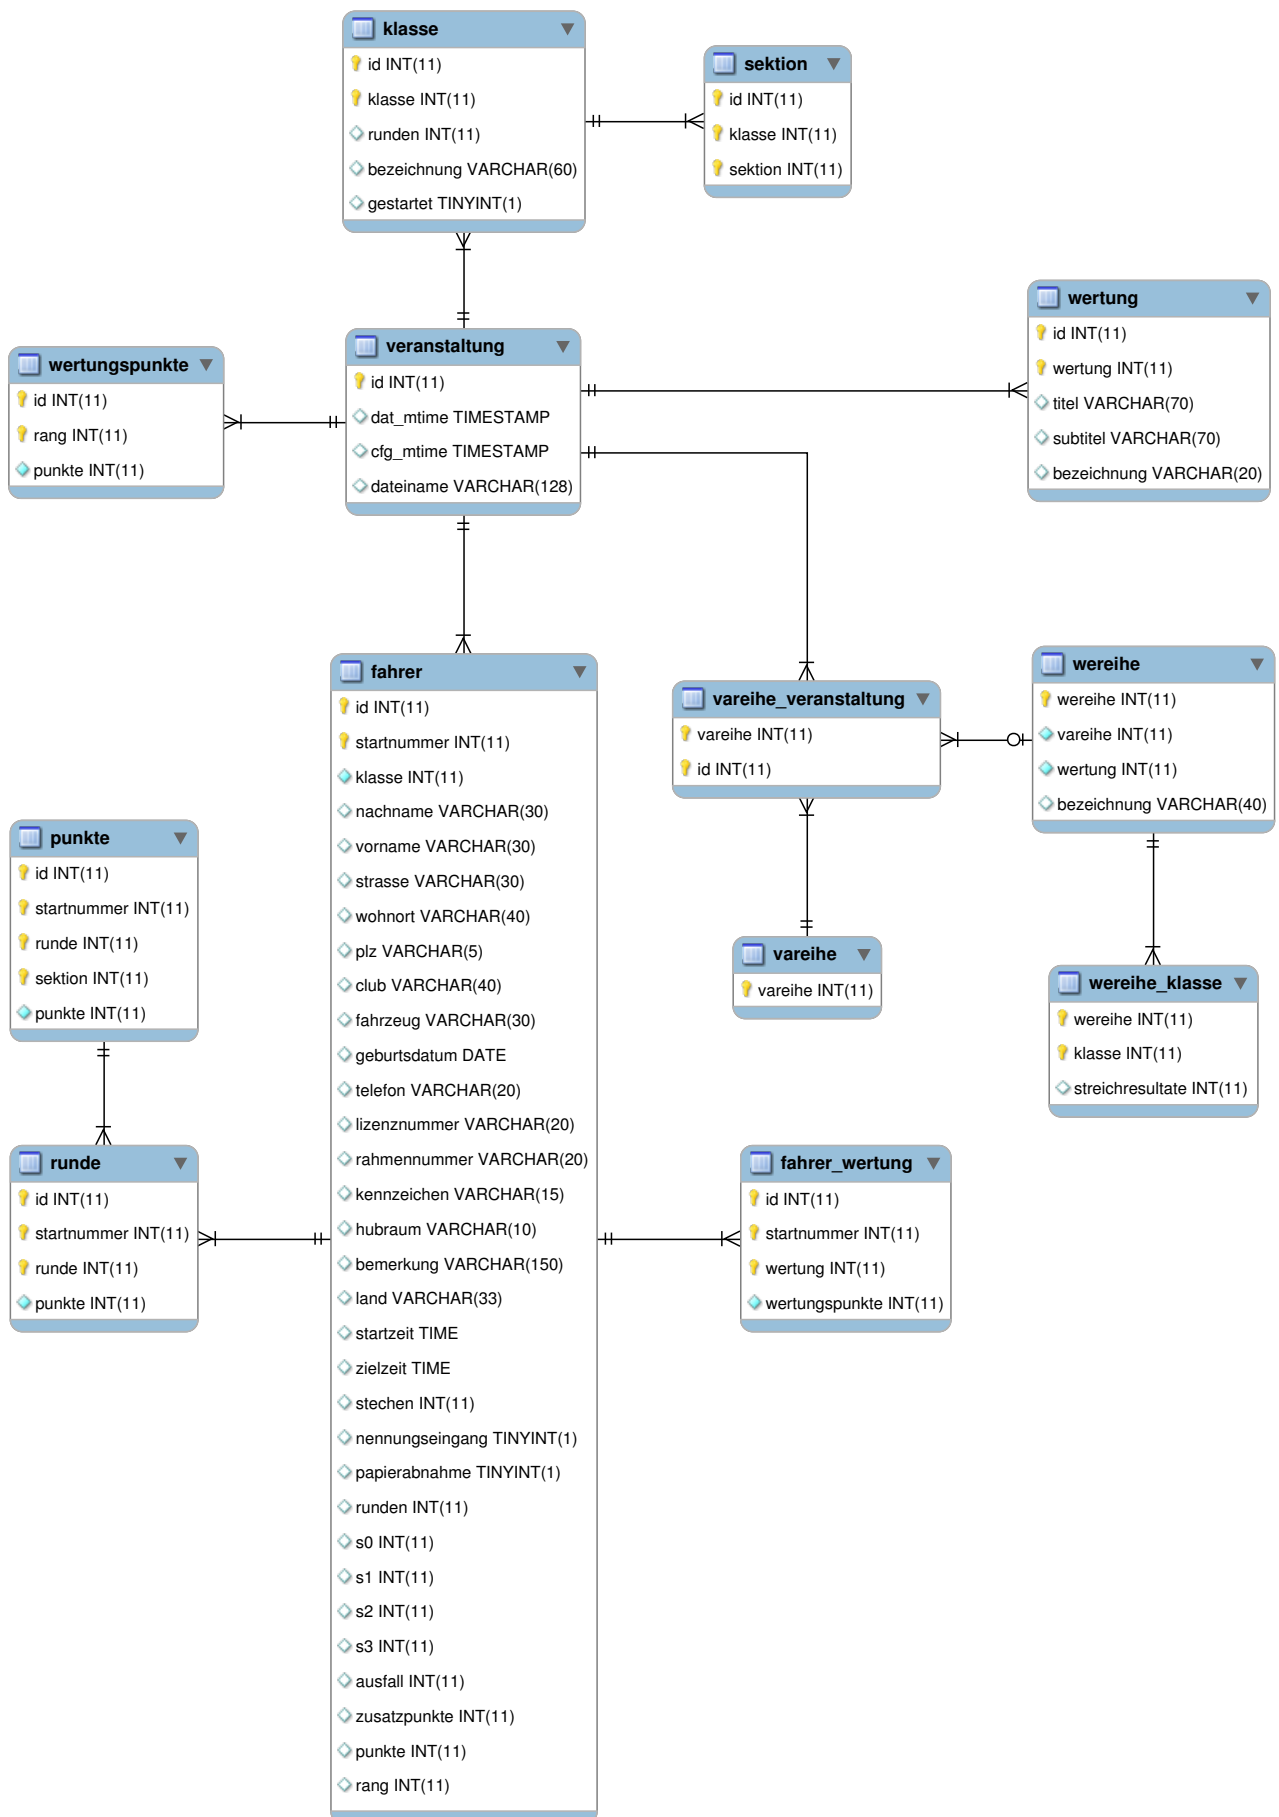 klasse
id INT(11)
klasse INT(11)
runden INT(11)
bezeichnung VARCHAR(60)
gestartet TINYINT(1)
sektion
id INT(11)
klasse INT(11)
sektion INT(11)
wertung
id INT(11)
wertung INT(11)
titel VARCHAR(70)
subtitel VARCHAR(70)
bezeichnung VARCHAR(20)
veranstaltung
id INT(11)
dat_mtime TIMESTAMP
cfg_mtime TIMESTAMP
dateiname VARCHAR(128)
wertungspunkte
id INT(11)
rang INT(11)
punkte INT(11)
fahrer
id INT(11)
startnummer INT(11)
klasse INT(11)
nachname VARCHAR(30)
vorname VARCHAR(30)
strasse VARCHAR(30)
wohnort VARCHAR(40)
plz VARCHAR(5)
club VARCHAR(40)
fahrzeug VARCHAR(30)
geburtsdatum DATE
telefon VARCHAR(20)
lizenznummer VARCHAR(20)
rahmennummer VARCHAR(20)
kennzeichen VARCHAR(15)
hubraum VARCHAR(10)
bemerkung VARCHAR(150)
land VARCHAR(33)
startzeit TIME
zielzeit TIME
stechen INT(11)
nennungseingang TINYINT(1)
papierabnahme TINYINT(1)
runden INT(11)
s0 INT(11)
s1 INT(11)
s2 INT(11)
s3 INT(11)
ausfall INT(11)
zusatzpunkte INT(11)
punkte INT(11)
rang INT(11)
vareihe_veranstaltung
vareihe INT(11)
id INT(11)
wereihe
wereihe INT(11)
vareihe INT(11)
wertung INT(11)
bezeichnung VARCHAR(40)
punkte
id INT(11)
startnummer INT(11)
runde INT(11)
sektion INT(11)
punkte INT(11)
vareihe
vareihe INT(11)
wereihe_klasse
wereihe INT(11)
klasse INT(11)
streichresultate INT(11)
runde
id INT(11)
startnummer INT(11)
runde INT(11)
punkte INT(11)
fahrer_wertung
id INT(11)
startnummer INT(11)
wertung INT(11)
wertungspunkte INT(11)